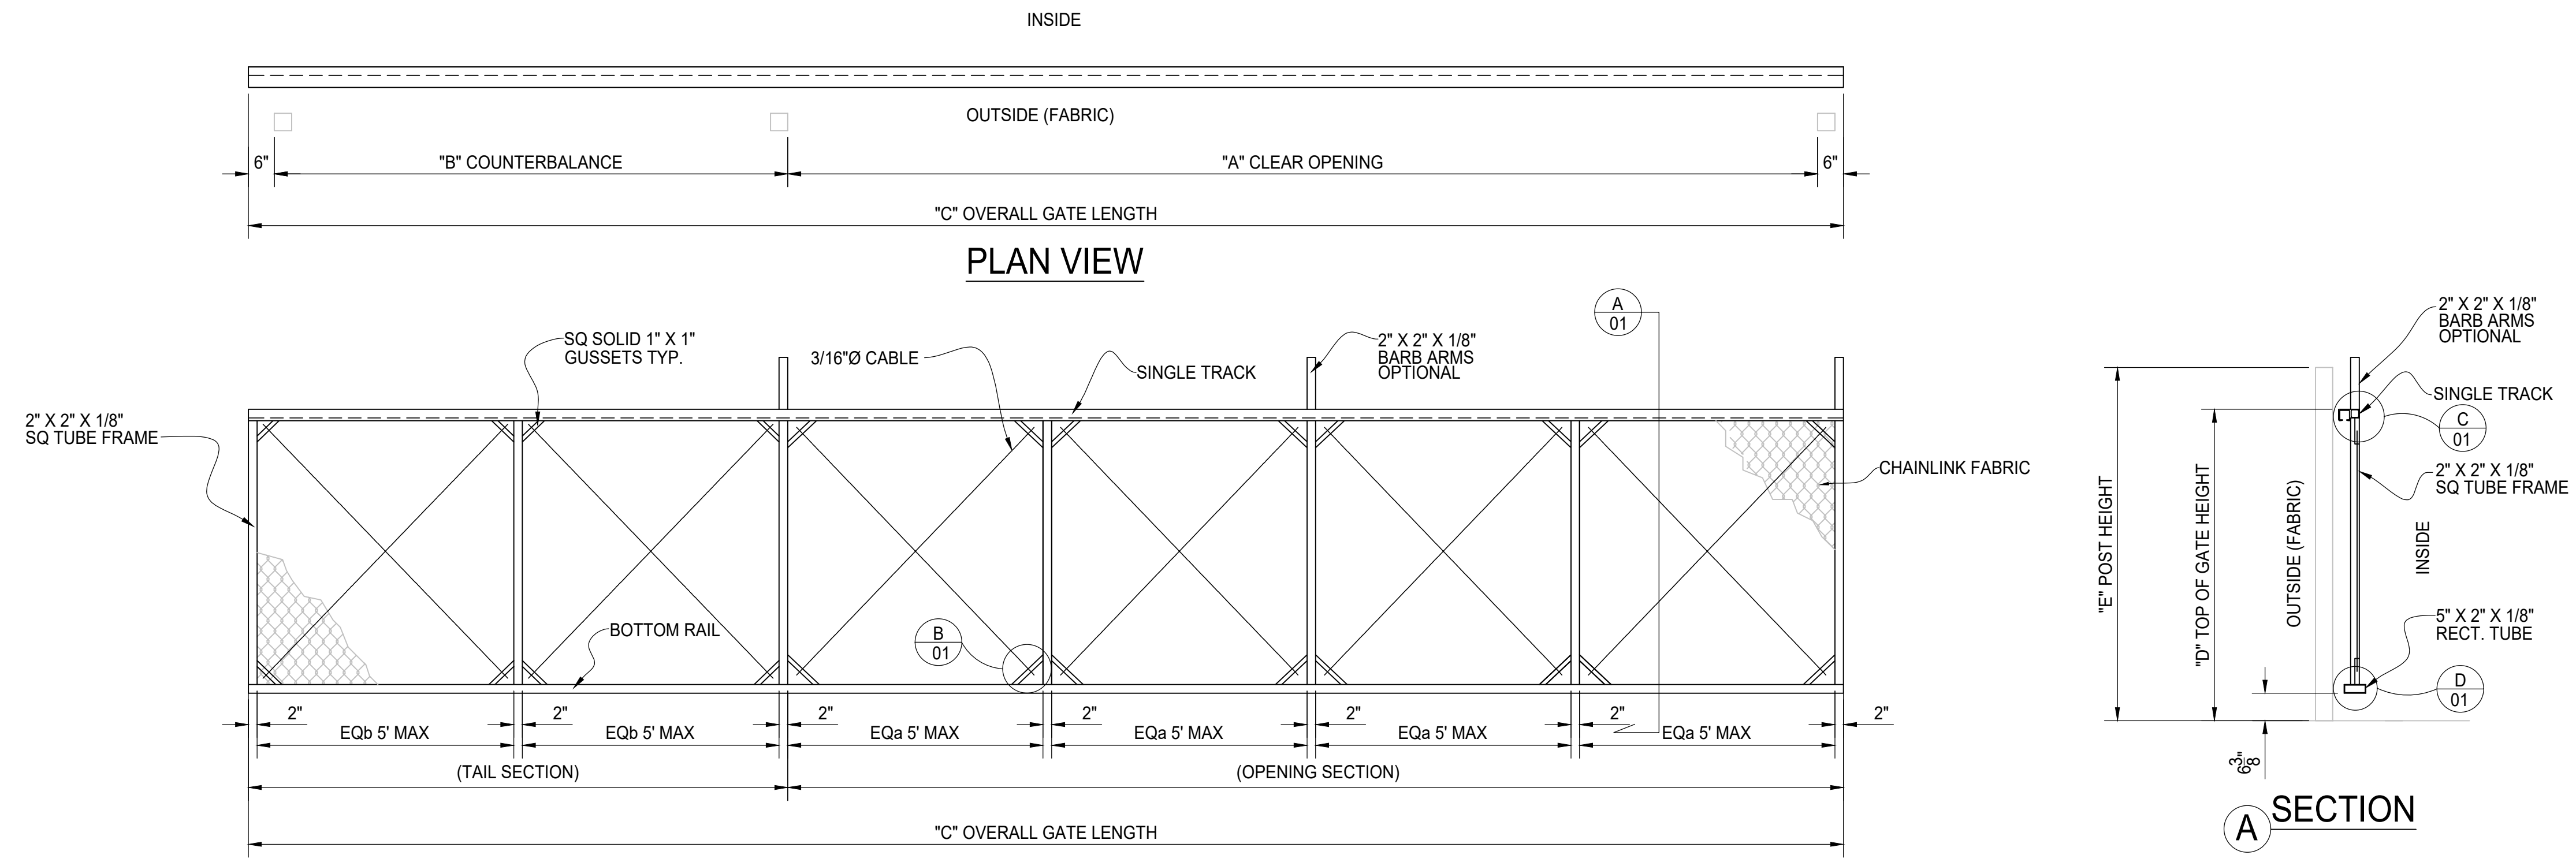 INSIDE
OUTSIDE (FABRIC)
6"
"B" COUNTERBALANCE
"A" CLEAR OPENING
6"
"C" OVERALL GATE LENGTH
PLAN VIEW
A
01
SQ SOLID 1" X 1"
GUSSETS TYP.
3/16"Ø CABLE
SINGLE TRACK
2" X 2" X 1/8"
BARB ARMS
OPTIONAL
2" X 2" X 1/8"
SQ TUBE FRAME
CHAINLINK FABRIC
BOTTOM RAIL
B
01
2"
2"
2"
2"
2"
2"
2"
EQb 5' MAX
EQb 5' MAX
EQa 5' MAX
EQa 5' MAX
EQa 5' MAX
EQa 5' MAX
(TAIL SECTION)
(OPENING SECTION)
"C" OVERALL GATE LENGTH
2" X 2" X 1/8"
BARB ARMS
OPTIONAL
SINGLE TRACK
C
01
2" X 2" X 1/8"
SQ TUBE FRAME
"E" POST HEIGHT
"D" TOP OF GATE HEIGHT
OUTSIDE (FABRIC)
INSIDE
5" X 2" X 1/8"
RECT. TUBE
D
01
6 3/8"
A SECTION